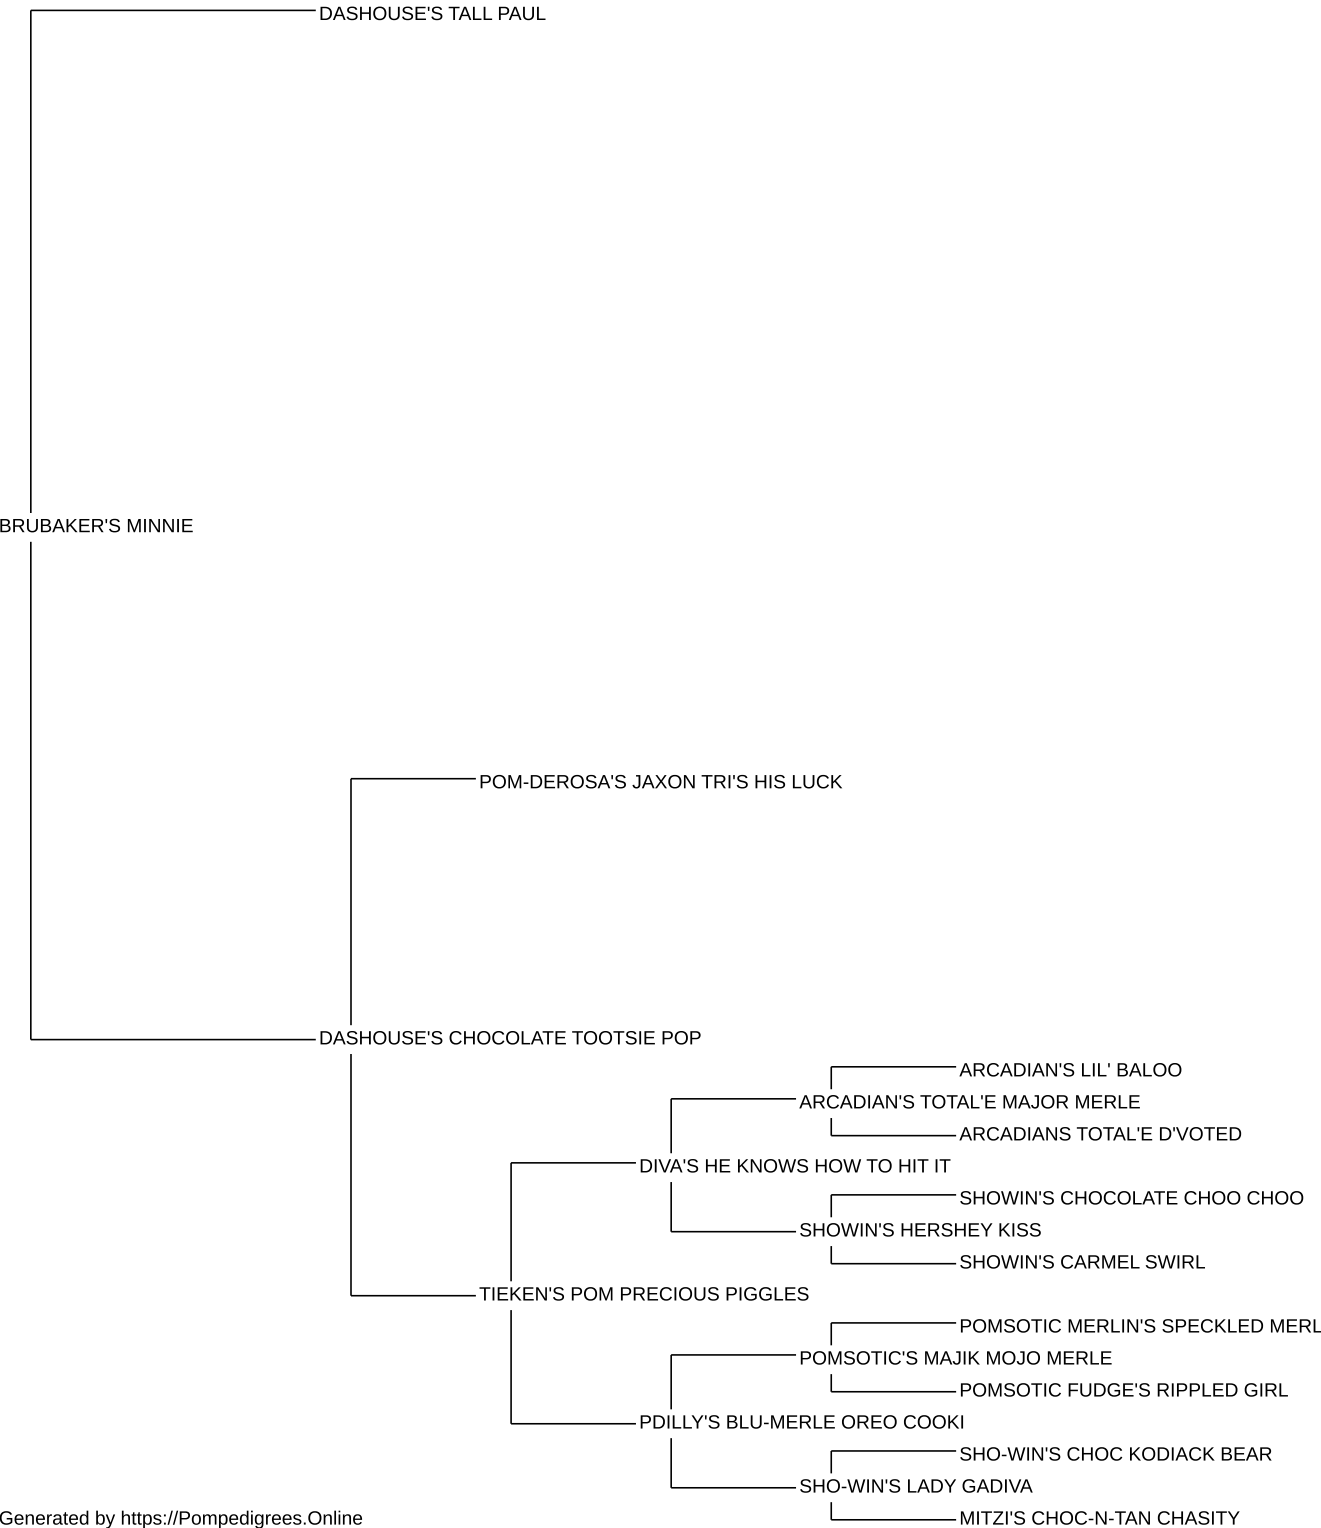 DASHOUSE'S TALL PAUL
BRUBAKER'S MINNIE
POM-DEROSA'S JAXON TRI'S HIS LUCK
DASHOUSE'S CHOCOLATE TOOTSIE POP
ARCADIAN'S LIL' BALOO
ARCADIAN'S TOTAL'E MAJOR MERLE
ARCADIANS TOTAL'E D'VOTED
DIVA'S HE KNOWS HOW TO HIT IT
SHOWIN'S CHOCOLATE CHOO CHOO
SHOWIN'S HERSHEY KISS
SHOWIN'S CARMEL SWIRL
TIEKEN'S POM PRECIOUS PIGGLES
POMSOTIC MERLIN'S SPECKLED MERL
POMSOTIC'S MAJIK MOJO MERLE
POMSOTIC FUDGE'S RIPPLED GIRL
PDILLY'S BLU-MERLE OREO COOKI
SHO-WIN'S CHOC KODIACK BEAR
SHO-WIN'S LADY GADIVA
MITZI'S CHOC-N-TAN CHASITY
Generated by https://Pompedigrees.Online